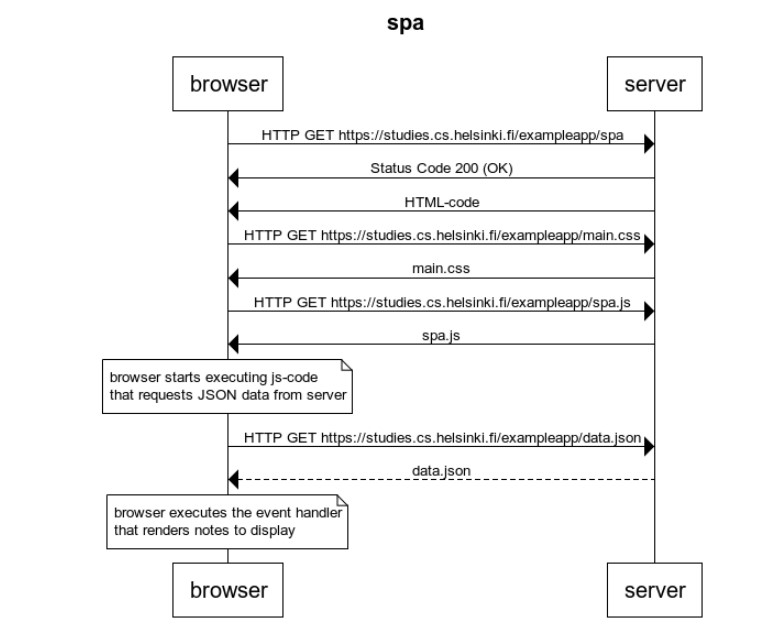 spa
browser
server
HTTP GET https://studies.cs.helsinki.fi/exampleapp/spa
Status Code 200 (OK)
HTML-code
HTTP GET https://studies.cs.helsinki.fi/exampleapp/main.css
main.css
HTTP GET https://studies.cs.helsinki.fi/exampleapp/spa.js
spa.js
browser starts executing js-code
that requests JSON data from server
HTTP GET https://studies.cs.helsinki.fi/exampleapp/data.json
data.json
browser executes the event handler
that renders notes to display
browser
server